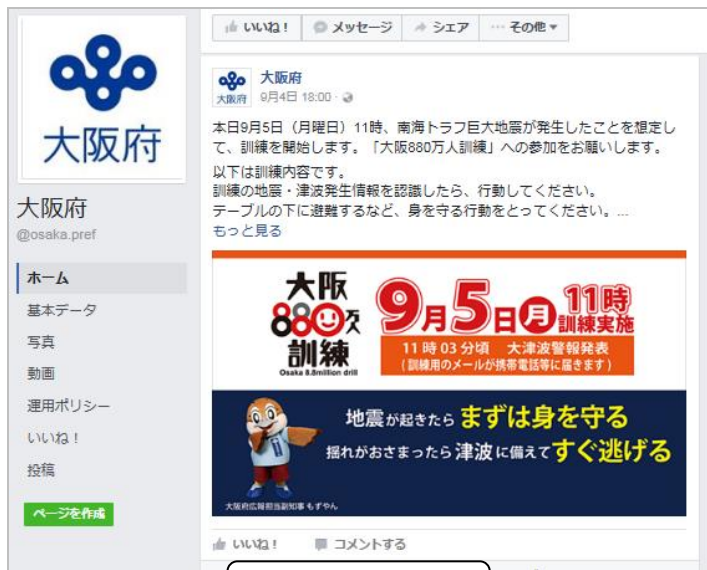 大阪府
大阪府
@osaka.pref
ホーム
基本データ
写真
動画
運用ポリシー
いいね!
投稿
ページを作成
いいね! メッセージ シェア … その他
大阪府
大阪府
9月4日 18:00 ·
本日9月5日(月曜日)11時、南海トラフ巨大地震が発生したことを想定し
て、訓練を開始します。「大阪880万人訓練」への参加をお願いします。
以下は訓練内容です。
訓練の地震・津波発生情報を認識したら、行動してください。
テーブルの下に避難するなど、身を守る行動をとってください。...
もっと見る
大阪
880万人
訓練
Osaka 8.8million drill
9月5日月11時
訓練実施
11時03分頃 大津波警報発表
(訓練用のメールが携帯電話等に届きます)
地震が起きたら まずは身を守る
揺れがおさまったら津波に備えてすぐ逃げる
大阪府広報担当副知事 もずやん
いいね! コメントする